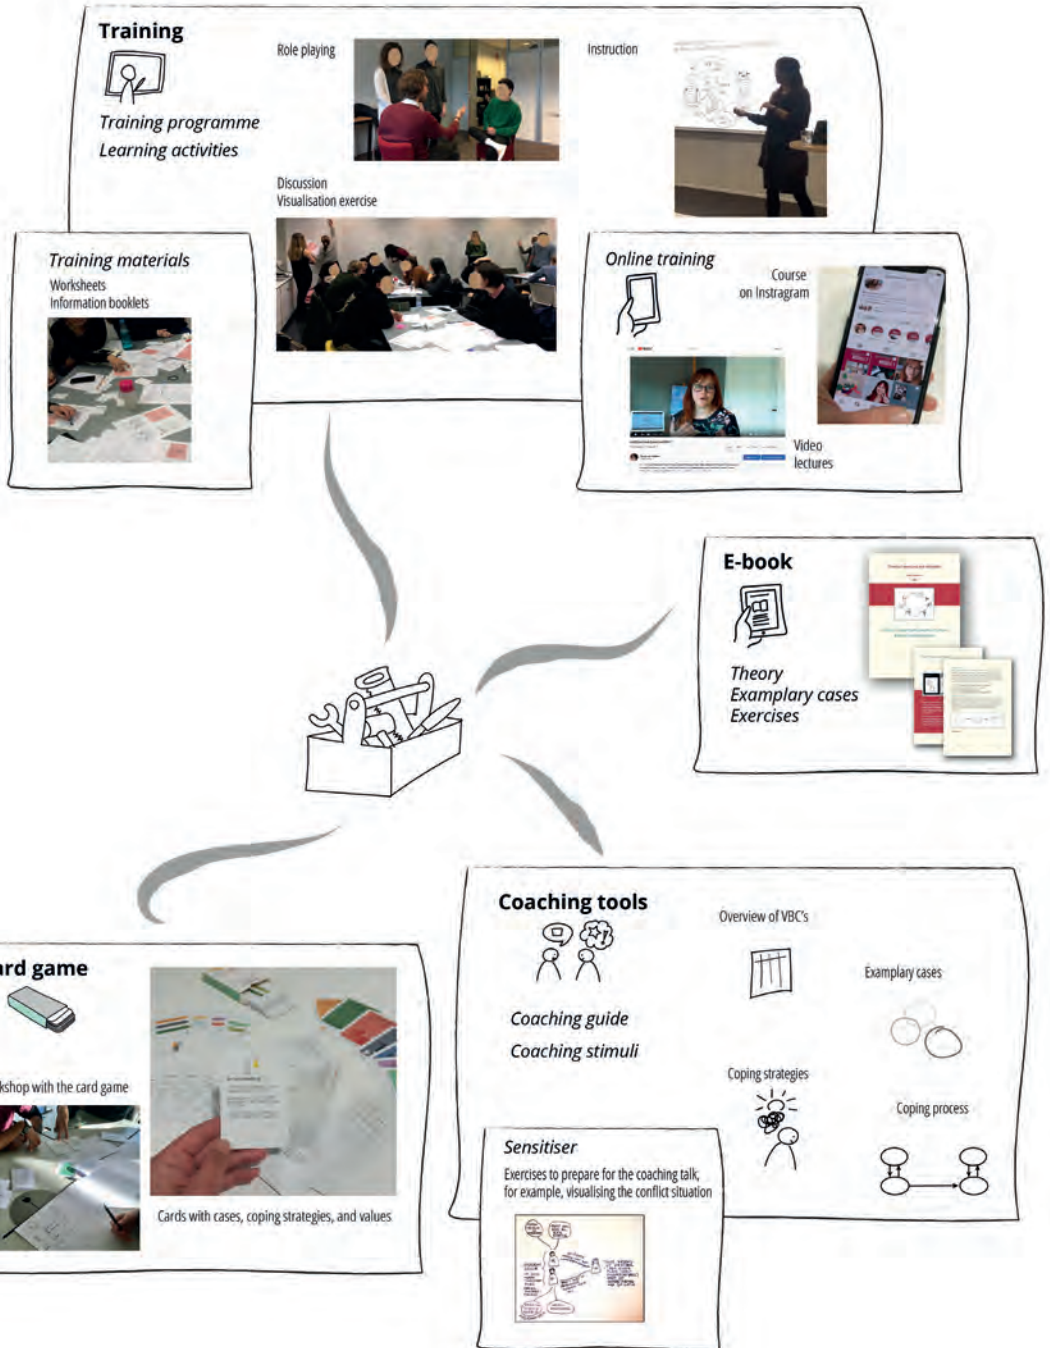 Training
Training programme
Learning activities
Role playing
Instruction
Discussion
Visualisation exercise
Training materials
Worksheets
Information booklets
Online training
Course
on Instragram
Video
lectures
E-book
Theory
Examplary cases
Exercises
Coaching tools
Coaching guide
Coaching stimuli
Overview of VBC's
Examplary cases
Coping strategies
Coping process
Sensitiser
Exercises to prepare for the coaching talk,
for example, visualising the conflict situation
ard game
kshop with the card game
Cards with cases, coping strategies, and values